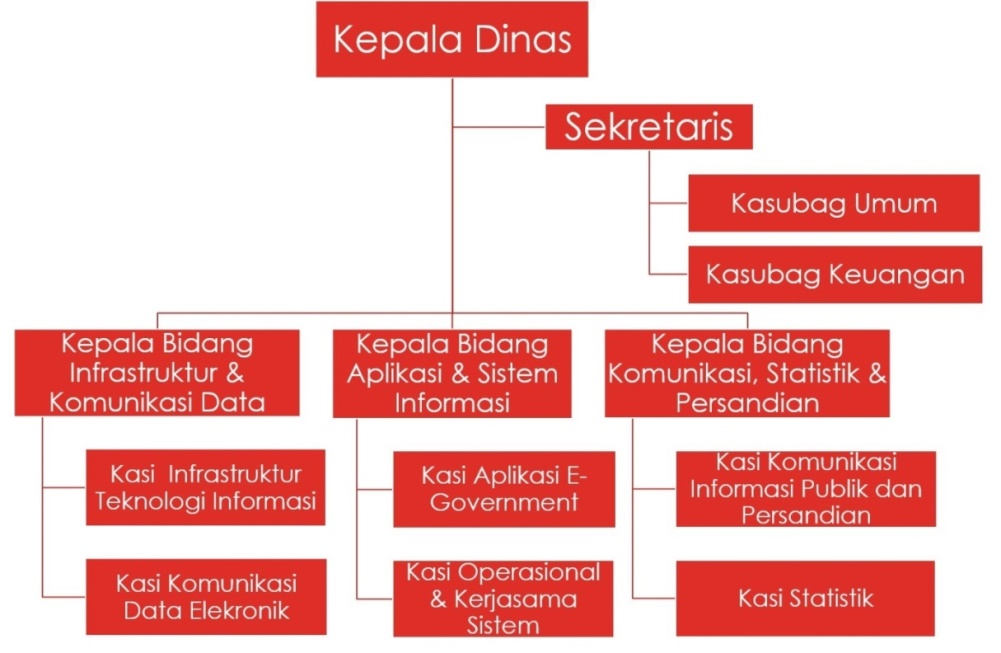 Kepala Dinas
Sekretaris
Kasubag Umum
Kasubag Keuangan
Kepala Bidang
Infrastruktur &
Komunikasi Data
Kepala Bidang
Aplikasi & Sistem
Informasi
Kepala Bidang
Komunikasi, Statistik &
Persandian
Kasi Infrastruktur
Teknologi Informasi
Kasi Aplikasi E-
Government
Kasi Komunikasi
Informasi Publik dan
Persandian
Kasi Komunikasi
Data Elekronik
Kasi Operasional
& Kerjasama
Sistem
Kasi Statistik